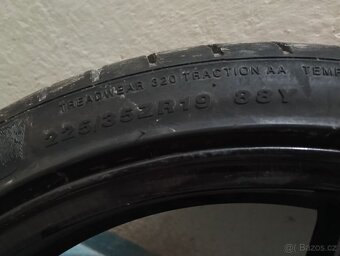 TREADWEAR 320 TRACTION AA TEMP
225/35ZR19 88Y
Bazos.cz